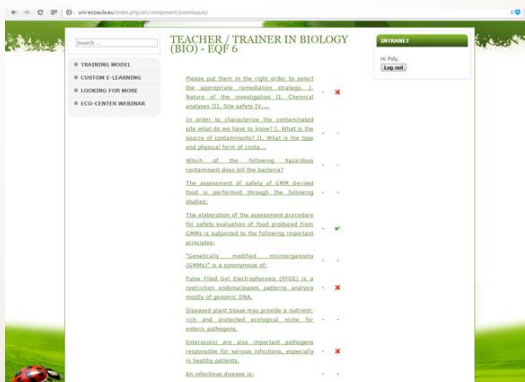 uni-ecoaula.eu/index.php/en/component/joomlaquiz/
Search ...
TRAINING MODEL
CUSTOM E-LEARNING
LOOKING FOR MORE
ECO-CENTER WEBINAR
TEACHER / TRAINER IN BIOLOGY
(BIO) - EQF 6
Please put them in the right order to select
the appropriate remediation strategy. I.
Nature of the investigation II. Chemical
analyses III. Site safety IV....
In order to characterize the contaminated
site what do we have to know? I. What is the
source of contaminants? II. What is the type
and physical form of conta...
Which of the following hazardous
contaminant does kill the bacteria?
The assessment of safety of GMM derived
food is performed through the following
studies:
The elaboration of the assessment procedure
for safety evaluation of food produced from
GMMs is subjected to the following important
principles:
"Genetically modified microorganisms
(GMMs)" is a synonymous of:
Pulse Filed Gel Electrophoresis (PFGE) is a
restriction endonucleases patterns analysis
mostly of genomic DNA.
Diseased plant tissue may provide a nutrient-
rich and protected ecological niche for
enteric pathogens.
Enterococci are also important pathogens
responsible for serious infections, especially
in healthy patients.
An infectious disease is:
INTRANET
Hi Poly,
Log out